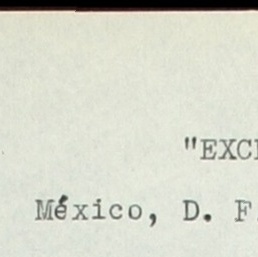 "EXC
México, D. F.